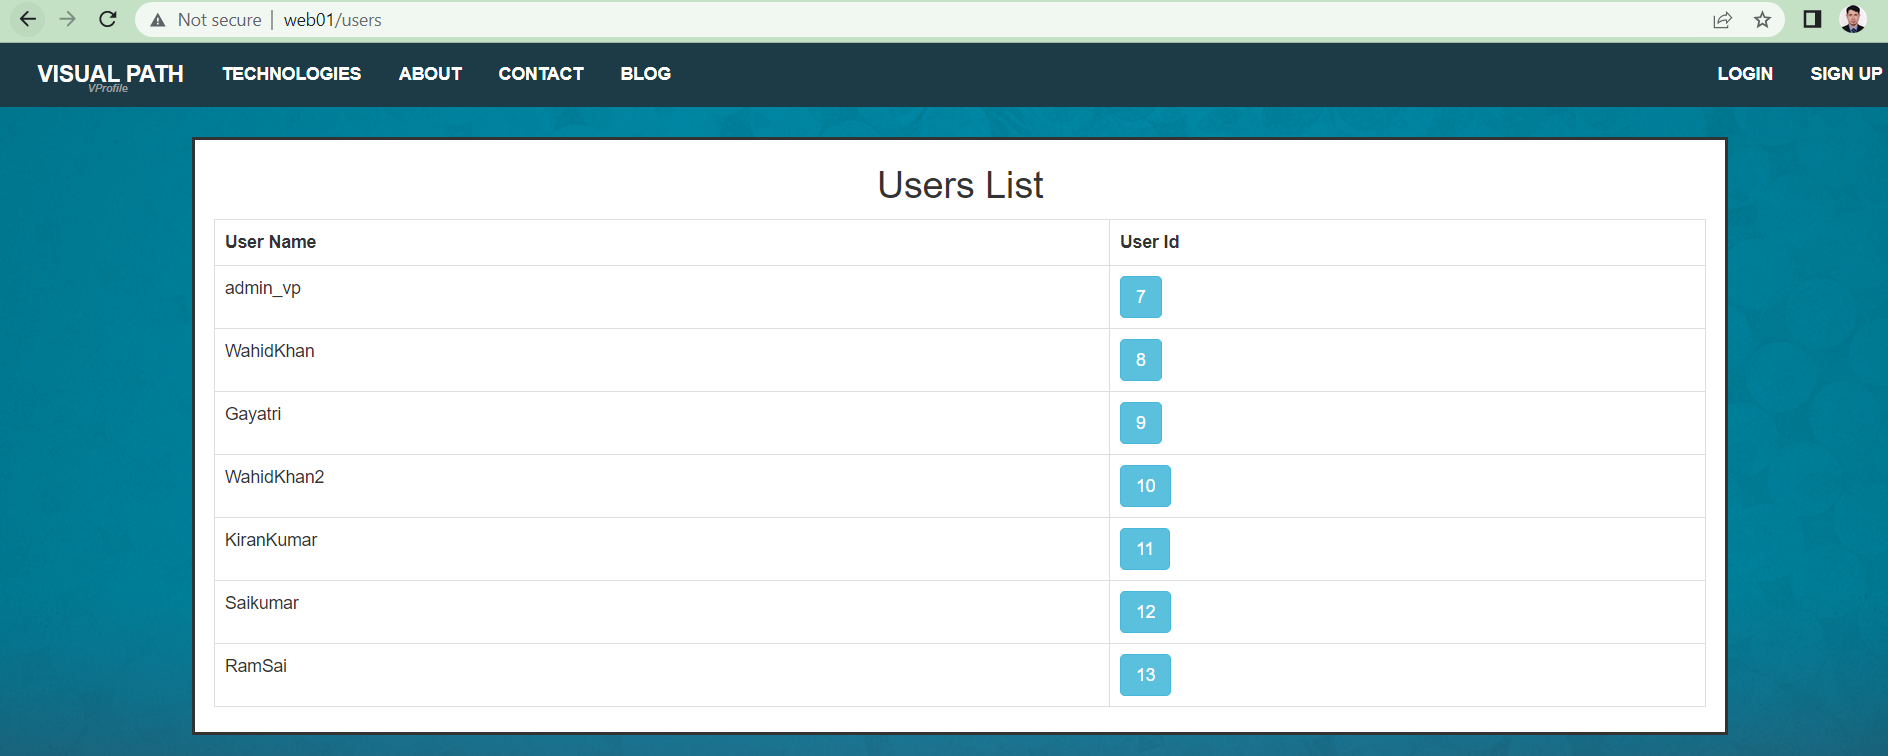 Not secure web01/users
VISUAL PATH TECHNOLOGIES ABOUT CONTACT BLOG LOGIN SIGN UP
VProfile
Users List
User Name User Id
admin_vp 7
WahidKhan 8
Gayatri 9
WahidKhan2 10
KiranKumar 11
Saikumar 12
RamSai 13